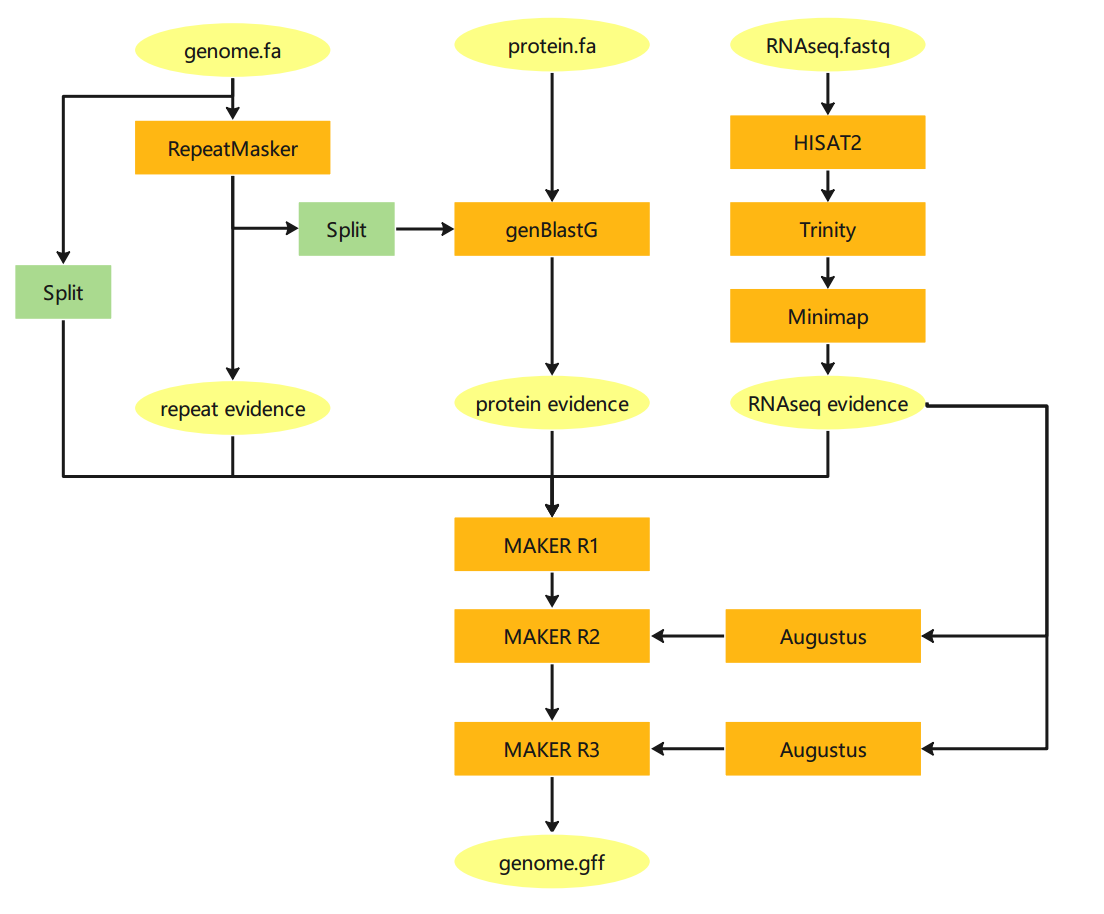 genome.fa
protein.fa
RNAseq.fastq
RepeatMasker
HISAT2
Split
genBlastG
Trinity
Split
Minimap
repeat evidence
protein evidence
RNAseq evidence
MAKER R1
MAKER R2
Augustus
MAKER R3
Augustus
genome.gff